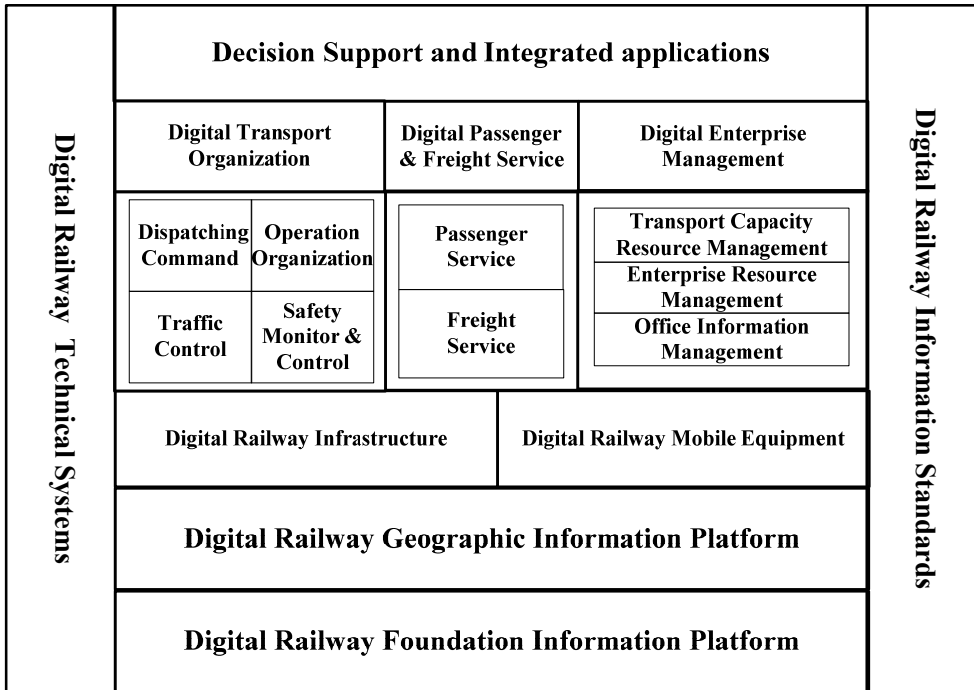 Decision Support and Integrated applications
Digital Railway Technical Systems
Digital Railway Information Standards
Digital Transport
Organization
Digital Passenger
& Freight Service
Digital Enterprise
Management
Dispatching
Command
Operation
Organization
Traffic
Control
Safety
Monitor &
Control
Passenger
Service
Freight
Service
Transport Capacity
Resource Management
Enterprise Resource
Management
Office Information
Management
Digital Railway Infrastructure
Digital Railway Mobile Equipment
Digital Railway Geographic Information Platform
Digital Railway Foundation Information Platform